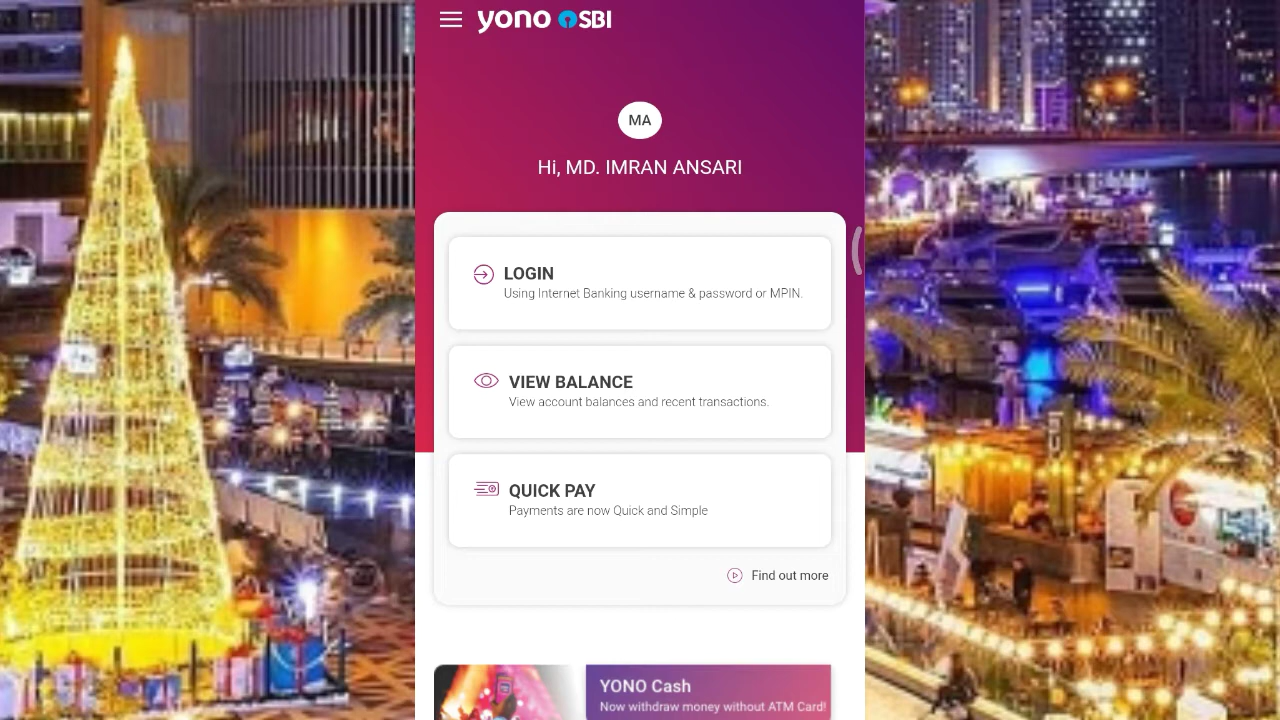 yono SBI
MA
Hi, MD. IMRAN ANSARI
LOGIN
Using Internet Banking username & password or MPIN.
VIEW BALANCE
View account balances and recent transactions.
QUICK PAY
Payments are now Quick and Simple
Find out more
YONO Cash
Now withdraw money without ATM Card!